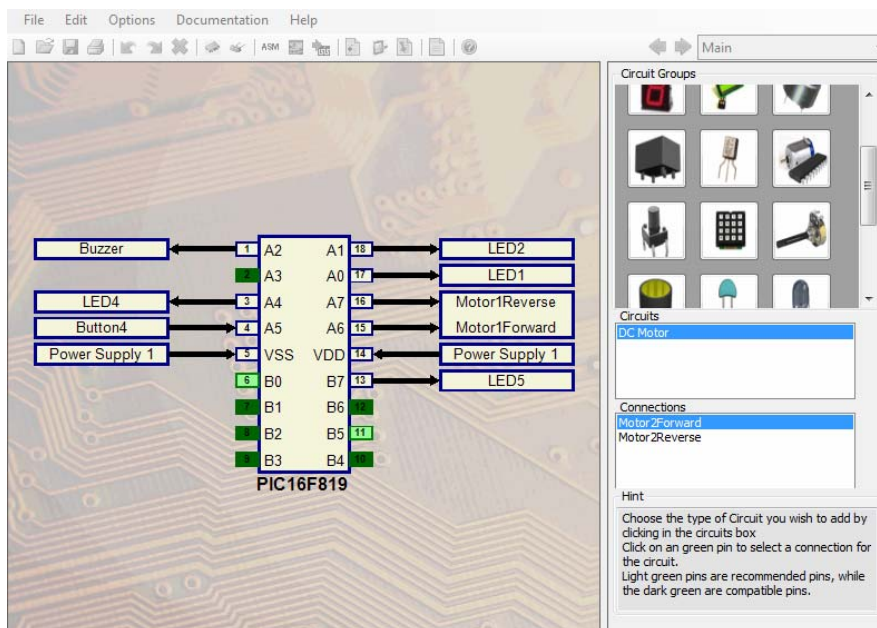 File Edit Options Documentation Help
ASM
Main
Circuit Groups
Buzzer 1 A2 A1 18 LED2
2 A3 A0 17 LED1
LED4 3 A4 A7 16 Motor1Reverse
Button4 4 A5 A6 15 Motor1Forward
Power Supply 1 5 VSS VDD 14 Power Supply 1
6 B0 B7 13 LED5
7 B1 B6 12
8 B2 B5 11
9 B3 B4 10
PIC16F819
Circuits
DC Motor
Connections
Motor2Forward
Motor2Reverse
Hint
Choose the type of Circuit you wish to add by
clicking in the circuits box
Click on an green pin to select a connection for
the circuit.
Light green pins are recommended pins, while
the dark green are compatible pins.